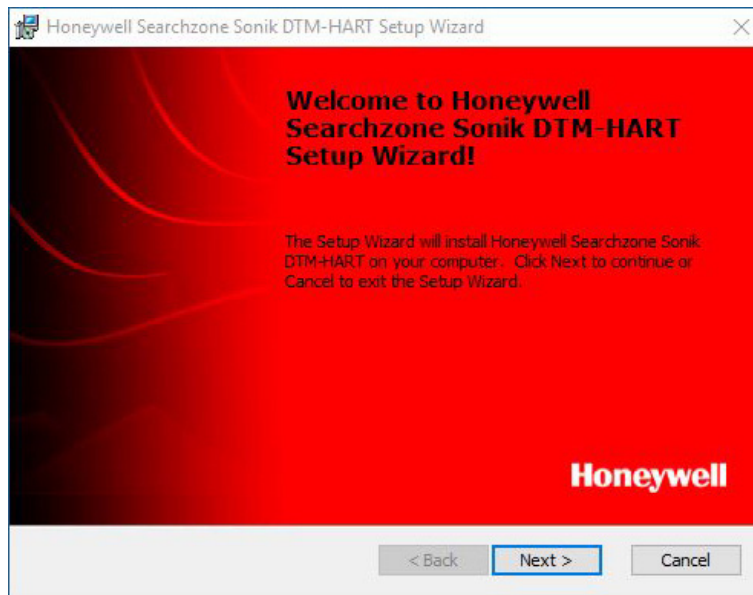 Honeywell Searchzone Sonik DTM-HART Setup Wizard
Welcome to Honeywell
Searchzone Sonik DTM-HART
Setup Wizard!
The Setup Wizard will install Honeywell Searchzone Sonik
DTM-HART on your computer. Click Next to continue or
Cancel to exit the Setup Wizard.
Honeywell
< Back Next > Cancel